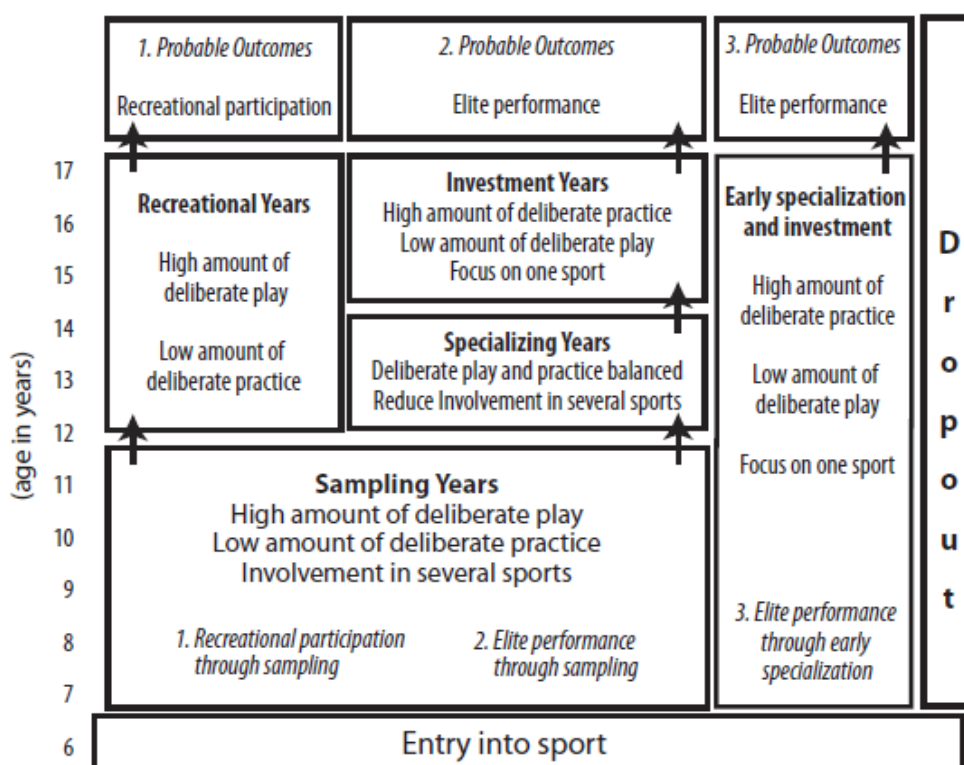 1. Probable Outcomes
Recreational participation
2. Probable Outcomes
Elite performance
3. Probable Outcomes
Elite performance
Dropout
(age in years)
17
16
15
14
13
12
11
10
9
8
7
6
Recreational Years
High amount of
deliberate play
Low amount of
deliberate practice
Investment Years
High amount of deliberate practice
Low amount of deliberate play
Focus on one sport
Specializing Years
Deliberate play and practice balanced
Reduce Involvement in several sports
Early specialization
and investment
High amount of
deliberate practice
Low amount of
deliberate play
Focus on one sport
3. Elite performance
through early
specialization
Sampling Years
High amount of deliberate play
Low amount of deliberate practice
Involvement in several sports
1. Recreational participation
through sampling
2. Elite performance
through sampling
Entry into sport